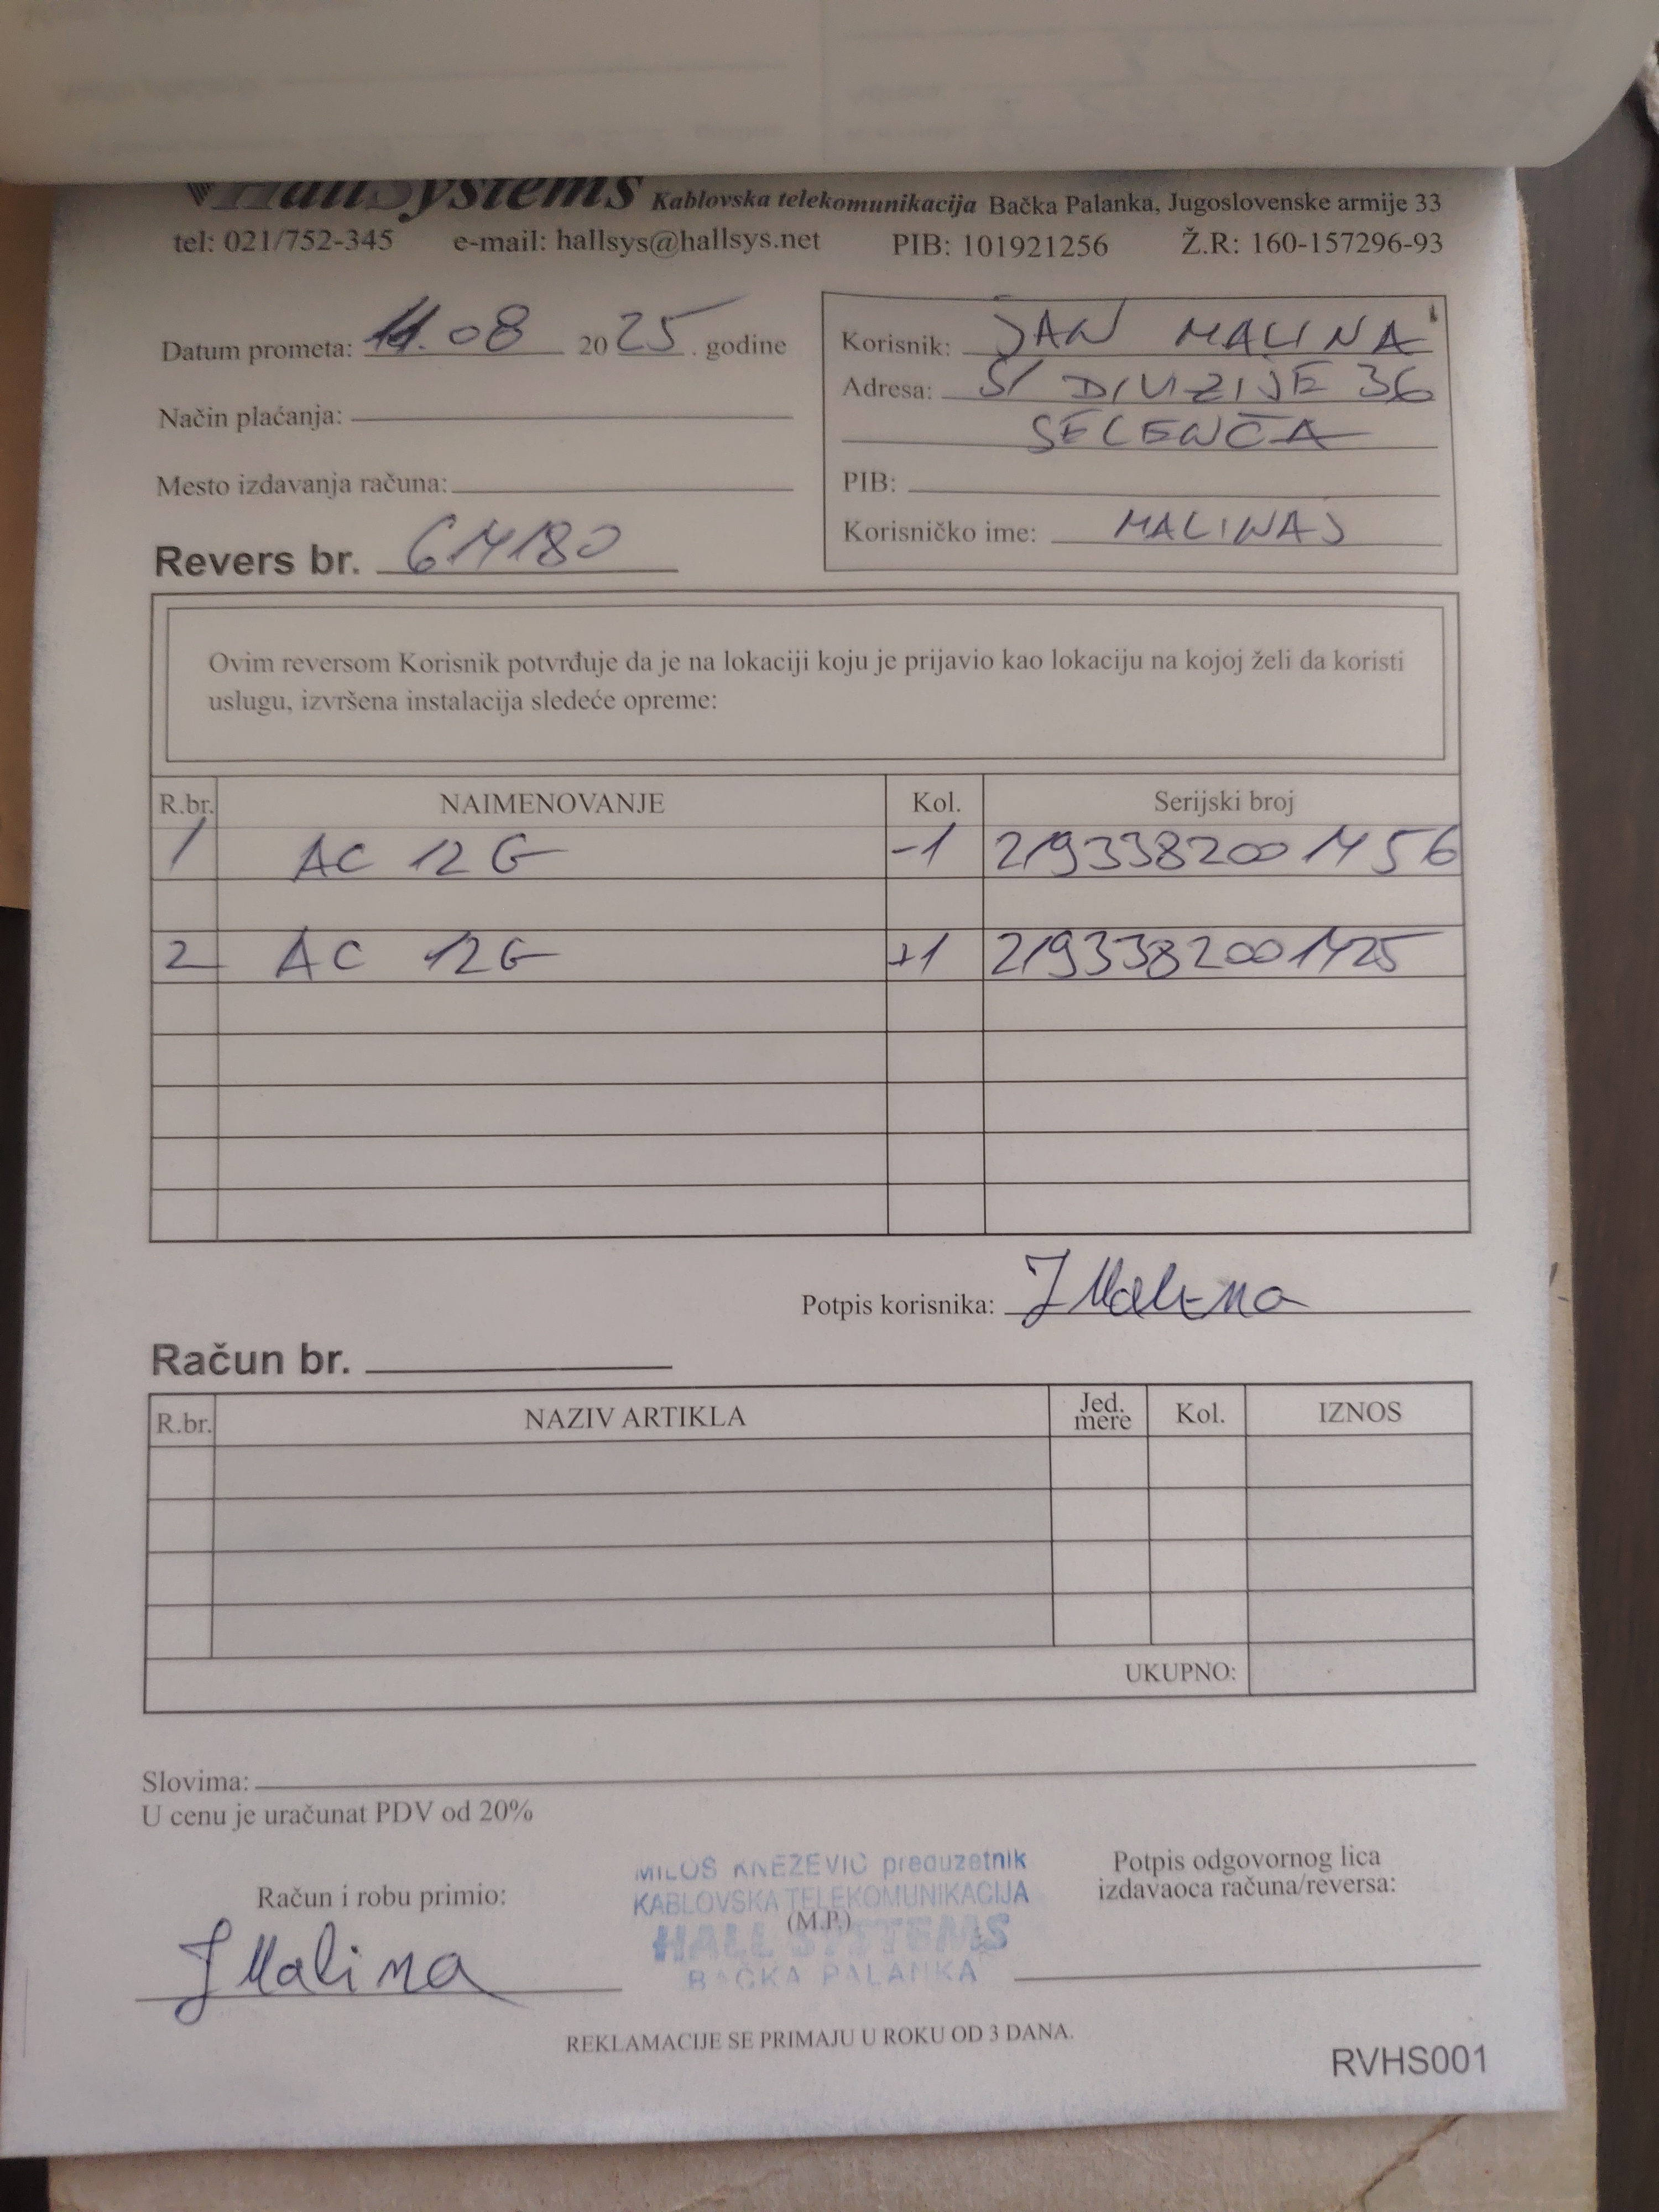 HallSystems Kablovska telekomunikacija Bačka Palanka, Jugoslovenske armije 33
tel: 021/752-345 e-mail: hallsys@hallsys.net PIB: 101921256 Ž.R: 160-157296-93
Datum prometa: 11.08 2025. godine
Način plaćanja:
Mesto izdavanja računa:
Revers br. 614180
Korisnik: JAN MALINA
Adresa: 51 DIVIZIJE 36
SELENČA
PIB:
Korisničko ime: MALINAJ
Ovim reversom Korisnik potvrđuje da je na lokaciji koju je prijavio kao lokaciju na kojoj želi da koristi
uslugu, izvršena instalacija sledeće opreme:
R.br. NAIMENOVANJE Kol. Serijski broj
1 AC 12G -1 2193382001456
2 AC 12G +1 2193382001425
Potpis korisnika: J Malina
Račun br.
R.br. NAZIV ARTIKLA Jed. mere Kol. IZNOS
UKUPNO:
Slovima:
U cenu je uračunat PDV od 20%
Račun i robu primio:
J Malina
MILOŠ KNEŽEVIĆ preduzetnik
KABLOVSKA TELEKOMUNIKACIJA
(M.P.)
HALL SYSTEMS
BAČKA PALANKA
Potpis odgovornog lica
izdavaoca računa/reversa:
REKLAMACIJE SE PRIMAJU U ROKU OD 3 DANA.
RVHS001